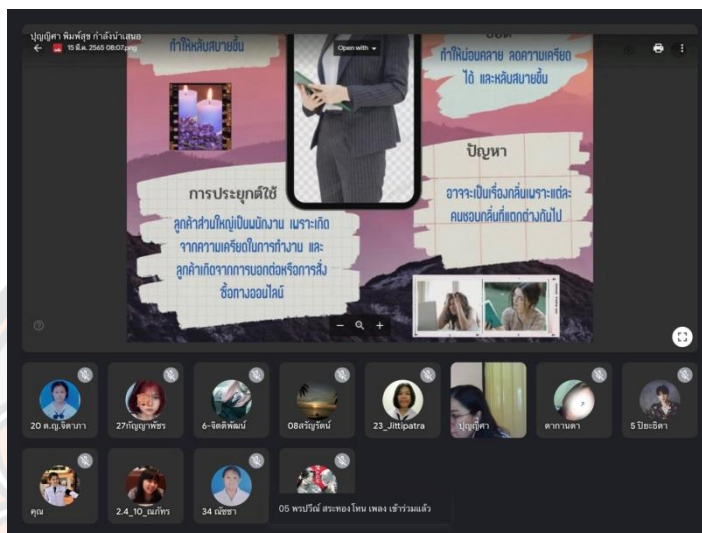 ปุญญิศา พิมพ์สุข กำลังนำเสนอ
15 มี.ค. 2565 08:07.png
Open with
ทำให้หลับสบายขึ้น
ทำให้ผ่อนคลาย ลดความเครียด
ได้ และหลับสบายขึ้น
ปัญหา
อาจจะเป็นเรื่องกลิ่นเพราะแต่ละ
คนชอบกลิ่นที่แตกต่างกันไป
การประยุกต์ใช้
ลูกค้าส่วนใหญ่เป็นพนักงาน เพราะเกิด
จากความเครียดในการทำงาน และ
ลูกค้าเกิดจากการบอกต่อหรือการสั่ง
ซื้อทางออนไลน์
20 ด.ญ.จิดาภา
27กัญญาพัชร
6-จิตติพัฒน์
08สรัญรัตน์
23_Jittipatra
ปุญญิศา
ดากานดา
5 ปิยะธิดา
คุณ
2.4_10_ณภัทร
34 ณัชชา
05 พรปวีณ์ สระทองโทน เพลง เข้าร่วมแล้ว